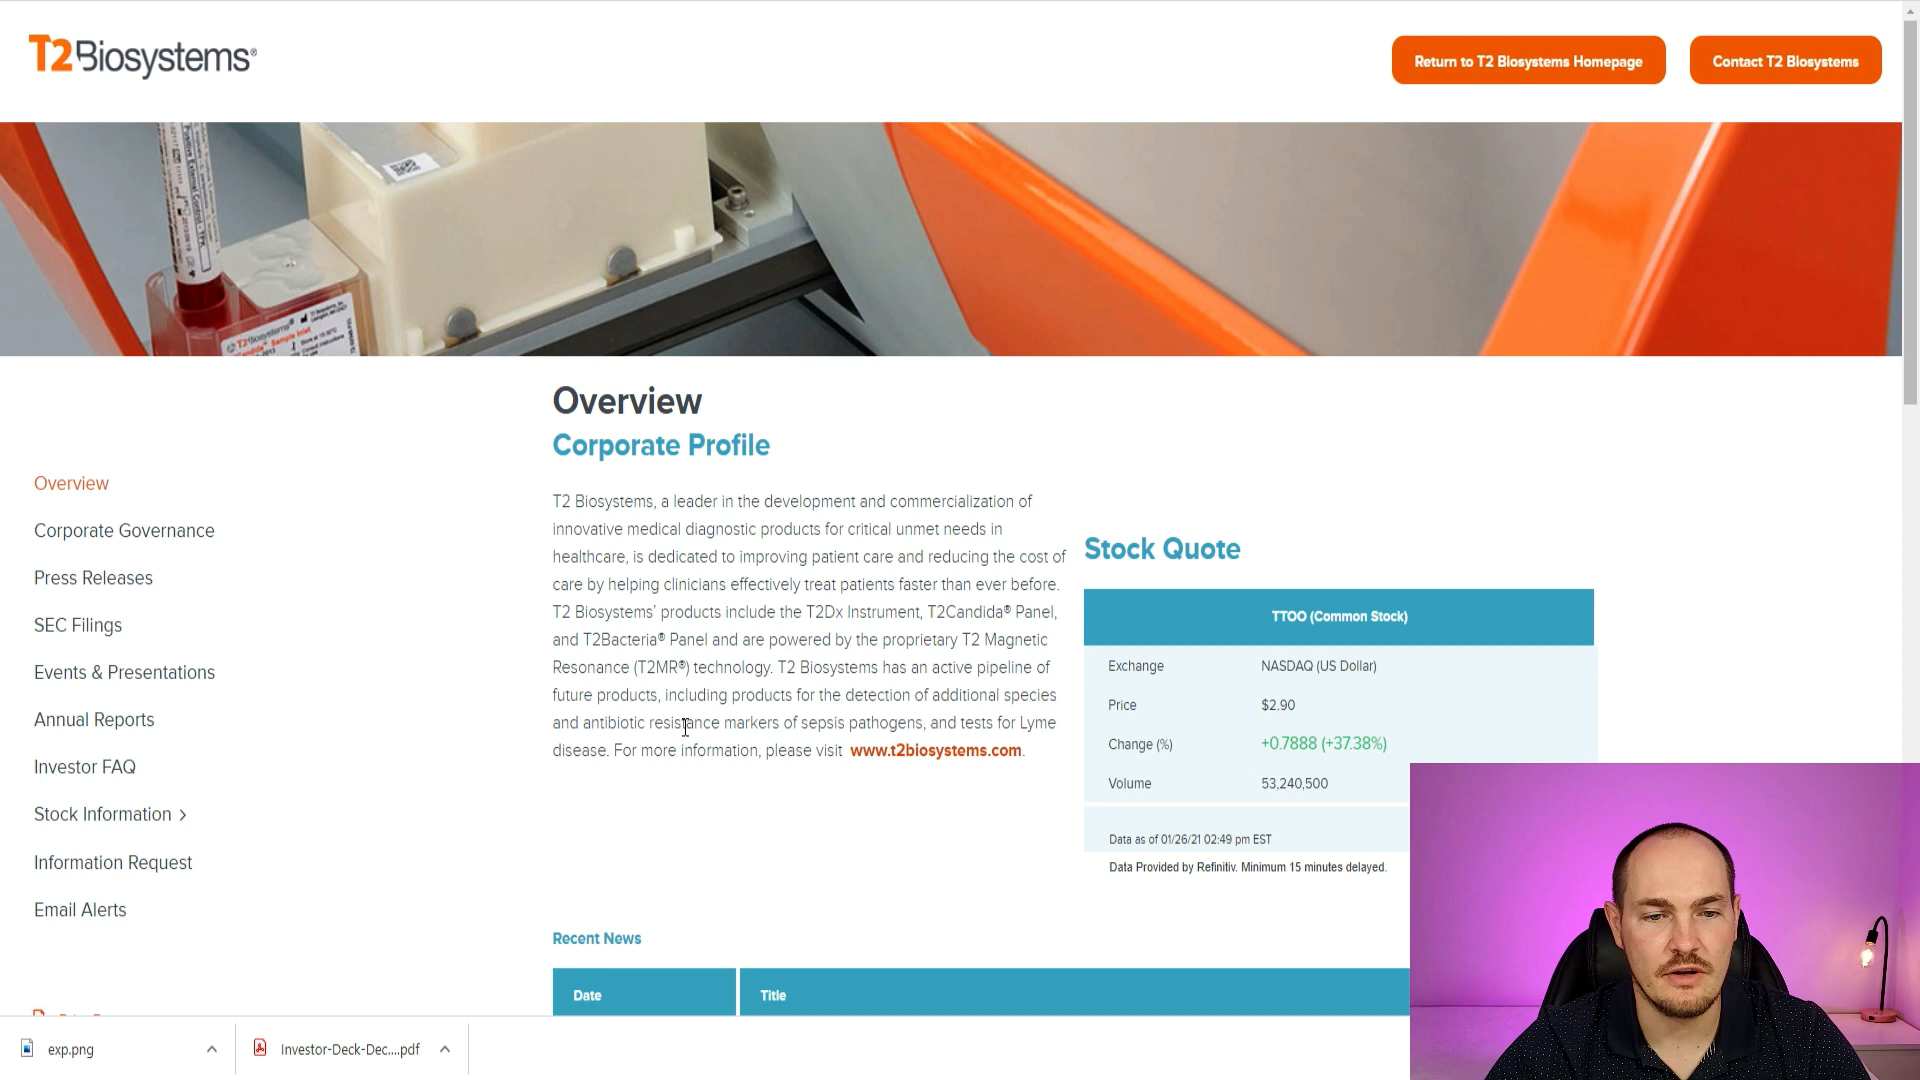 T2Biosystems®
Return to T2 Biosystems Homepage
Contact T2 Biosystems
T2Biosystems®
Candida™ Sample Inlet
Overview
Corporate Profile
T2 Biosystems, a leader in the development and commercialization of
innovative medical diagnostic products for critical unmet needs in
healthcare, is dedicated to improving patient care and reducing the cost of
care by helping clinicians effectively treat patients faster than ever before.
T2 Biosystems’ products include the T2Dx Instrument, T2Candida® Panel,
and T2Bacteria® Panel and are powered by the proprietary T2 Magnetic
Resonance (T2MR®) technology. T2 Biosystems has an active pipeline of
future products, including products for the detection of additional species
and antibiotic resistance markers of sepsis pathogens, and tests for Lyme
disease. For more information, please visit www.t2biosystems.com.
Overview
Corporate Governance
Press Releases
SEC Filings
Events & Presentations
Annual Reports
Investor FAQ
Stock Information >
Information Request
Email Alerts
Stock Quote
TTOO (Common Stock)
Exchange NASDAQ (US Dollar)
Price $2.90
Change (%) +0.7888 (+37.38%)
Volume 53,240,500
Data as of 01/26/21 02:49 pm EST
Data Provided by Refinitiv. Minimum 15 minutes delayed.
Recent News
Date Title
exp.png
Investor-Deck-Dec....pdf